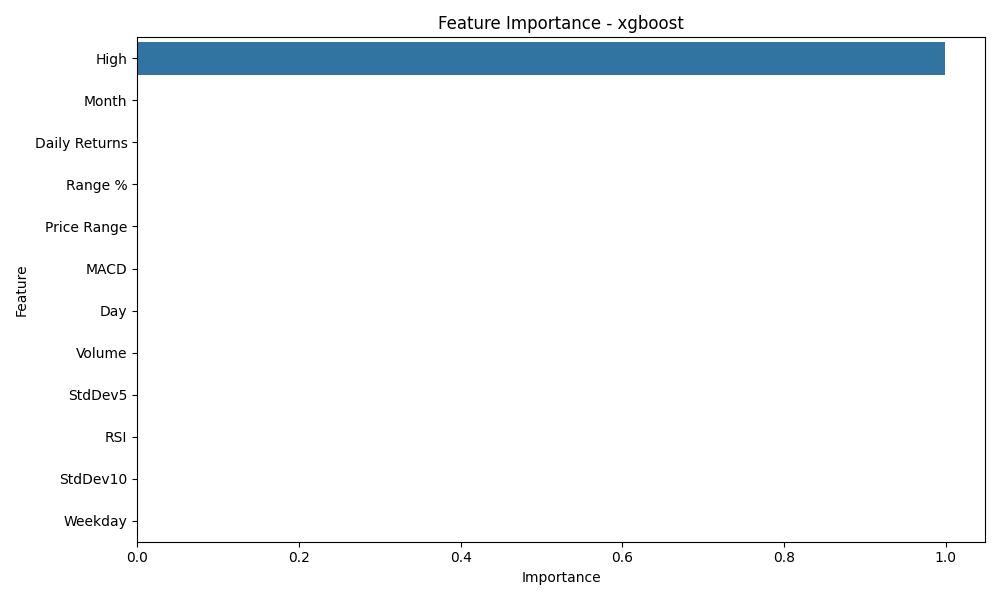 Feature Importance - xgboost
High
Month
Daily Returns
Range %
Price Range
MACD
Day
Volume
StdDev5
RSI
StdDev10
Weekday
Feature
0.0 0.2 0.4 0.6 0.8 1.0
Importance